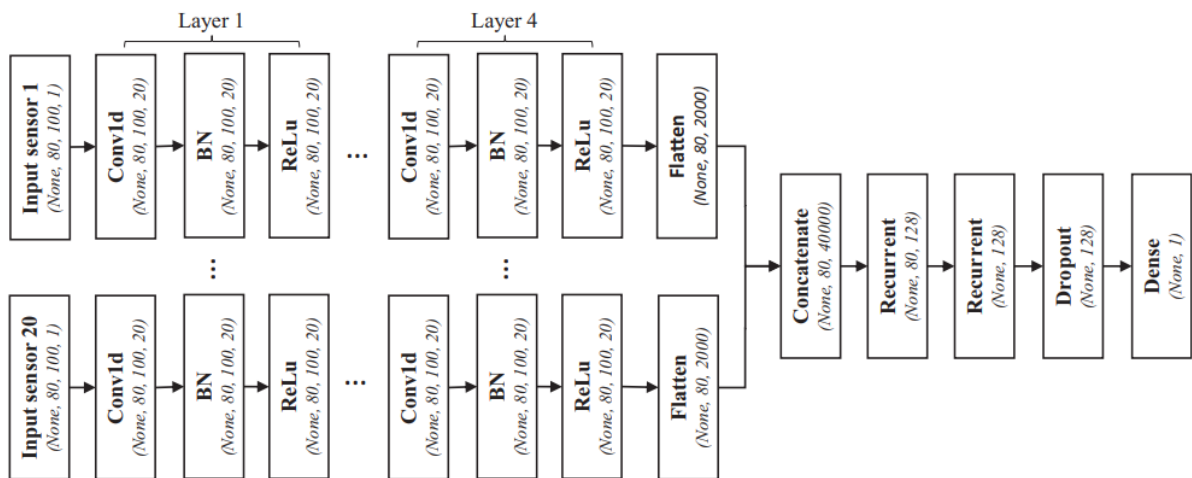 Layer 1
Layer 4
Input sensor 1
(None, 80, 100, 1)
Conv1d
(None, 80, 100, 20)
BN
(None, 80, 100, 20)
ReLu
(None, 80, 100, 20)
...
Conv1d
(None, 80, 100, 20)
BN
(None, 80, 100, 20)
ReLu
(None, 80, 100, 20)
Flatten
(None, 80, 2000)
...
...
Input sensor 20
(None, 80, 100, 1)
Conv1d
(None, 80, 100, 20)
BN
(None, 80, 100, 20)
ReLu
(None, 80, 100, 20)
...
Conv1d
(None, 80, 100, 20)
BN
(None, 80, 100, 20)
ReLu
(None, 80, 100, 20)
Flatten
(None, 80, 2000)
Concatenate
(None, 80, 40000)
Recurrent
(None, 80, 128)
Recurrent
(None, 128)
Dropout
(None, 128)
Dense
(None, 1)